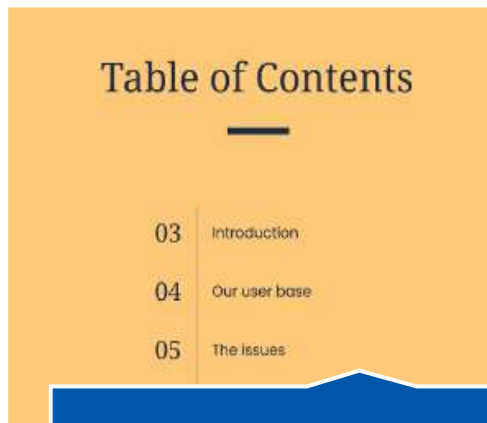 Table of Contents
03 Introduction
04 Our user base
05 The issues